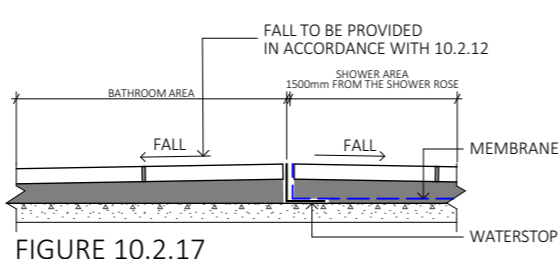 FALL TO BE PROVIDED
IN ACCORDANCE WITH 10.2.12
BATHROOM AREA
SHOWER AREA
1500mm FROM THE SHOWER ROSE
FALL
FALL
MEMBRANE
WATERSTOP
FIGURE 10.2.17